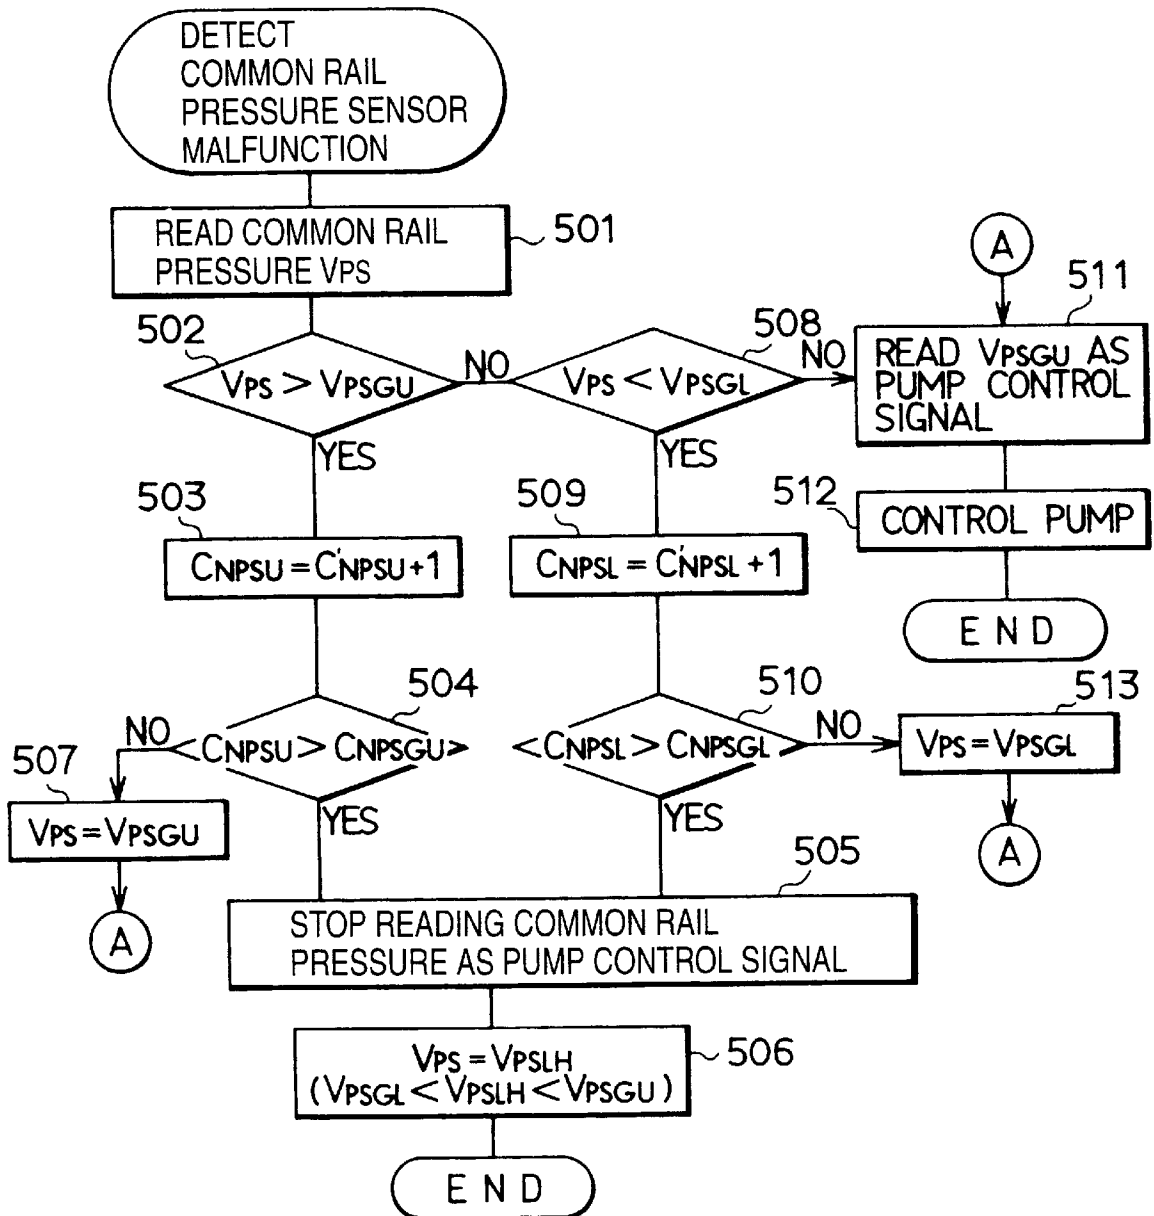 DETECT
COMMON RAIL
PRESSURE SENSOR
MALFUNCTION
READ COMMON RAIL
PRESSURE VPS
501
502
VPS > VPSGU
NO
YES
508
VPS < VPSGL
NO
YES
A
511
READ VPSGU AS
PUMP CONTROL
SIGNAL
512
CONTROL PUMP
END
503
CNPSU = C'NPSU + 1
509
CNPSL = C'NPSL + 1
504
CNPSU > CNPSGU
NO
YES
510
CNPSL > CNPSGL
NO
YES
513
VPS = VPSGL
A
507
VPS = VPSGU
A
505
STOP READING COMMON RAIL
PRESSURE AS PUMP CONTROL SIGNAL
506
VPS = VPSLH
(VPSGL < VPSLH < VPSGU)
END